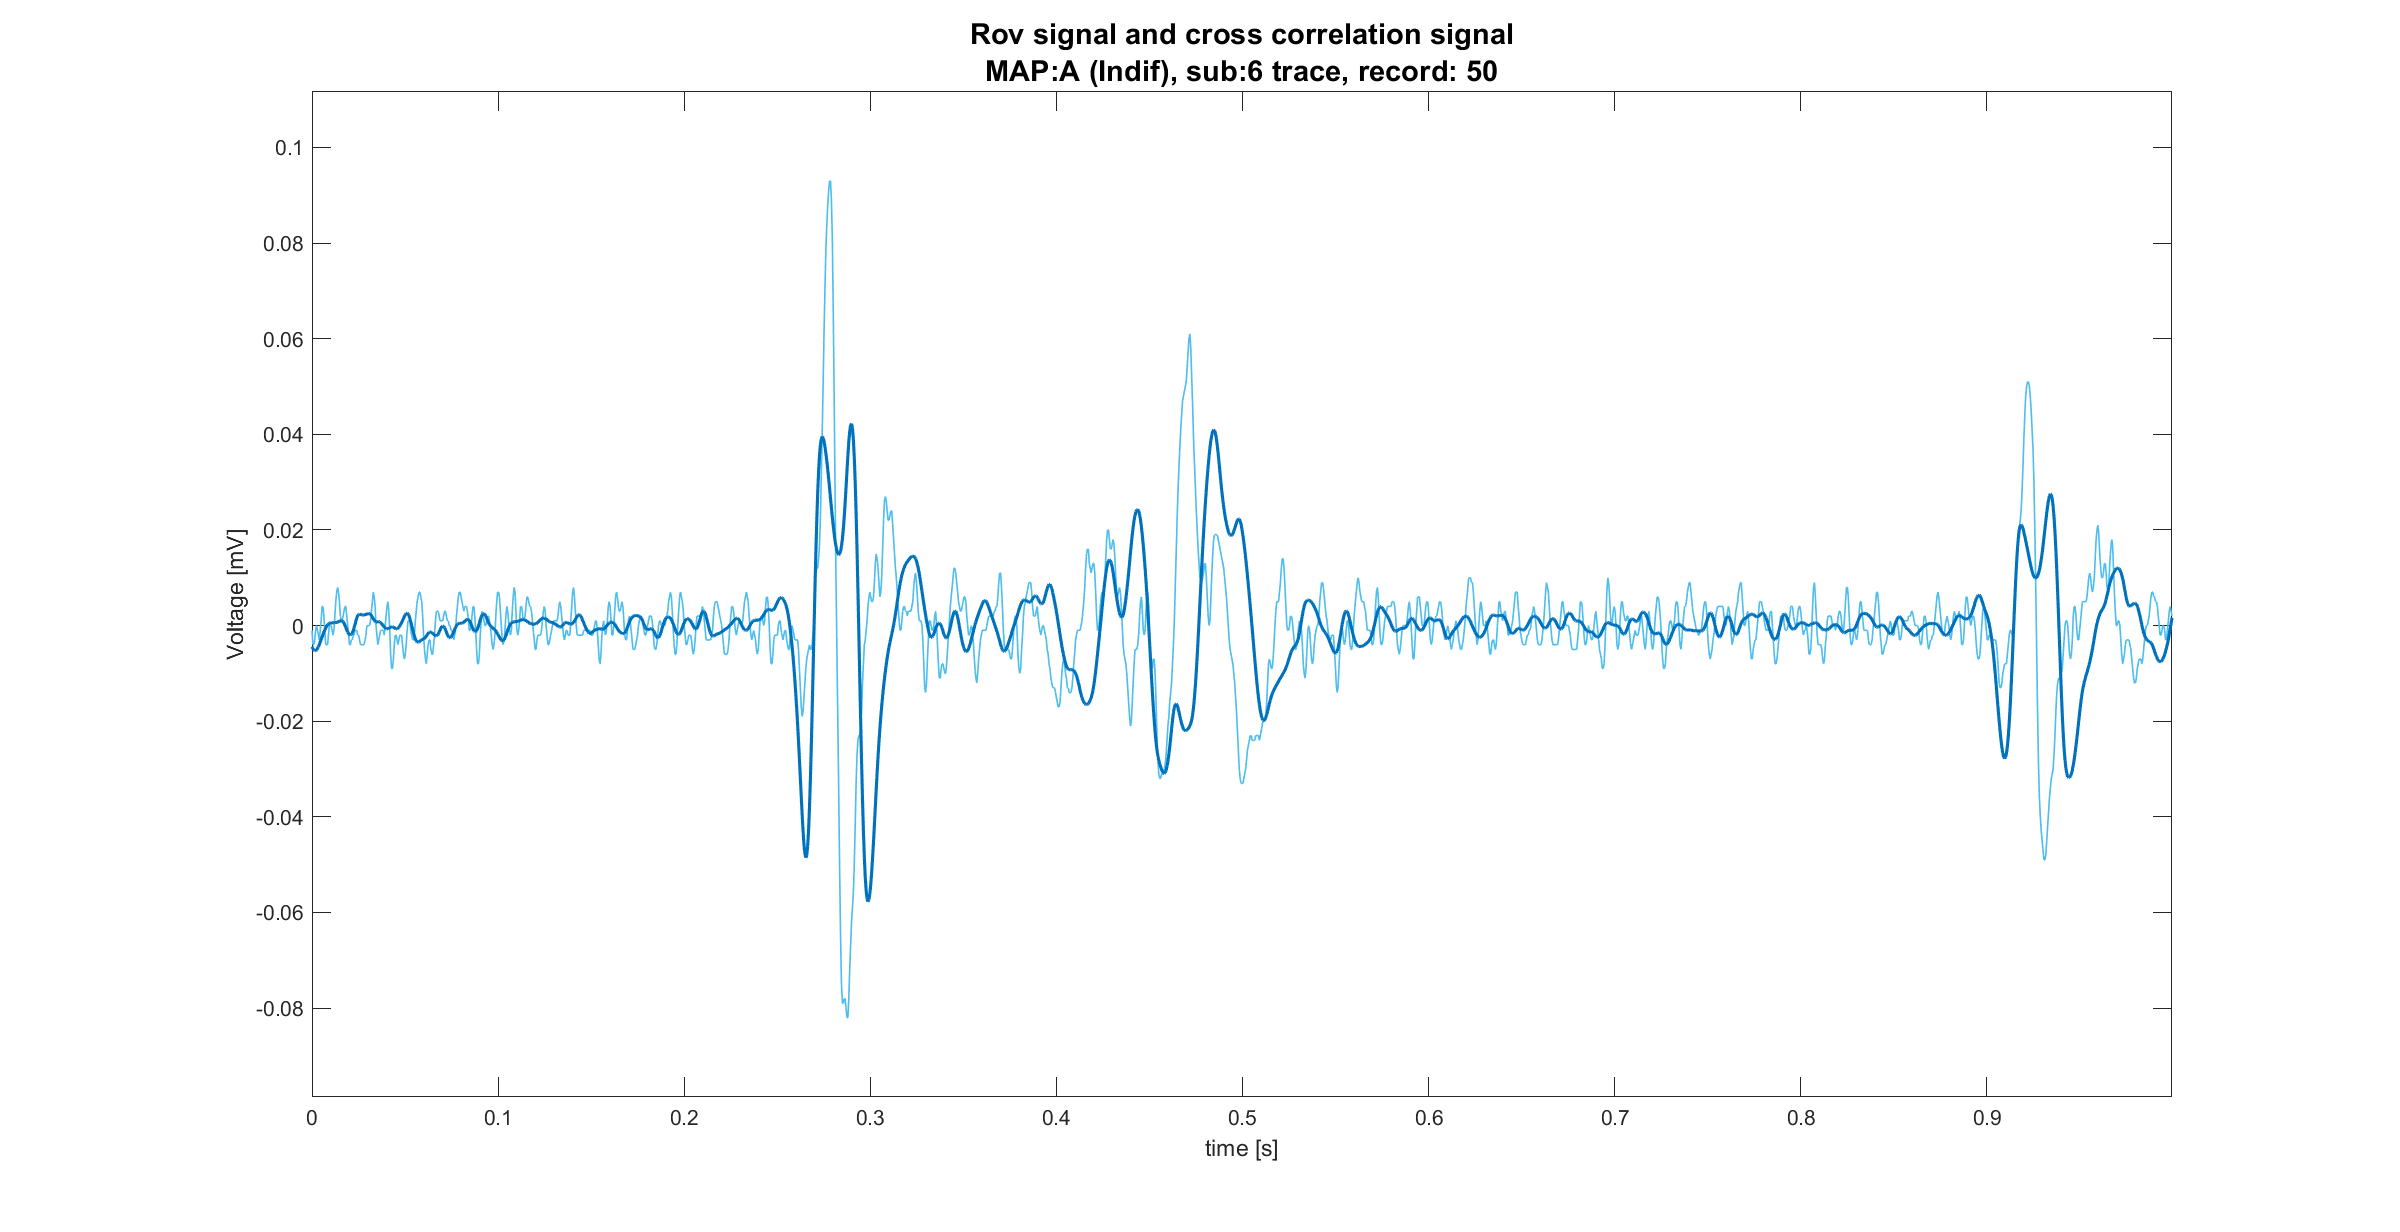 Rov signal and cross correlation signal
MAP:A (Indif), sub:6 trace, record: 50
0.1
0.08
0.06
0.04
0.02
0
-0.02
-0.04
-0.06
-0.08
Voltage [mV]
0 0.1 0.2 0.3 0.4 0.5 0.6 0.7 0.8 0.9
time [s]